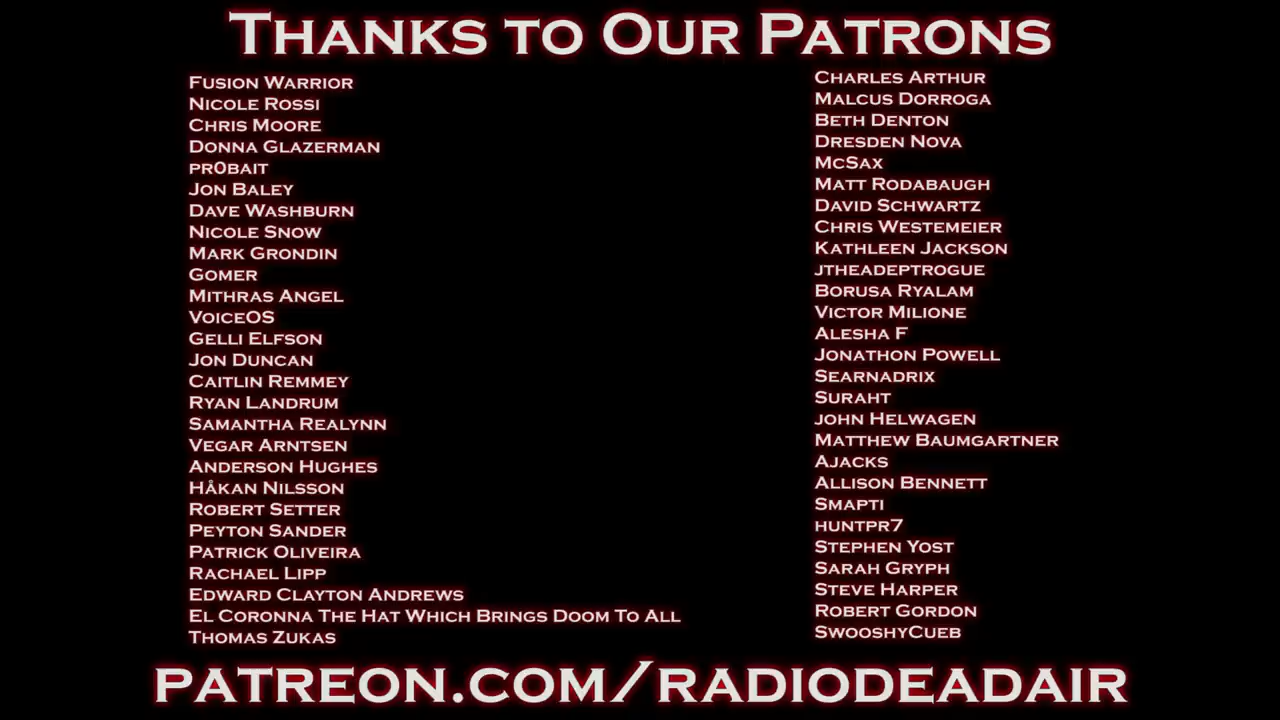 Thanks to Our Patrons
Fusion Warrior
Nicole Rossi
Chris Moore
Donna Glazerman
pr0bait
Jon Baley
Dave Washburn
Nicole Snow
Mark Grondin
Gomer
Mithras Angel
VoiceOS
Gelli Elfson
Jon Duncan
Caitlin Remmey
Ryan Landrum
Samantha Realynn
Vegar Arntsen
Anderson Hughes
Håkan Nilsson
Robert Setter
Peyton Sander
Patrick Oliveira
Rachael Lipp
Edward Clayton Andrews
El Coronna The Hat Which Brings Doom To All
Thomas Zukas
Charles Arthur
Malcus Dorroga
Beth Denton
Dresden Nova
McSax
Matt Rodabaugh
David Schwartz
Chris Westemeier
Kathleen Jackson
jtheadeptrogue
Borusa Ryalam
Victor Milione
Alesha F
Jonathon Powell
Searnadrix
Suraht
john Helwagen
Matthew Baumgartner
Ajacks
Allison Bennett
Smapti
huntpr7
Stephen Yost
Sarah Gryph
Steve Harper
Robert Gordon
SwooshyCueb
patreon.com/radiodeadair